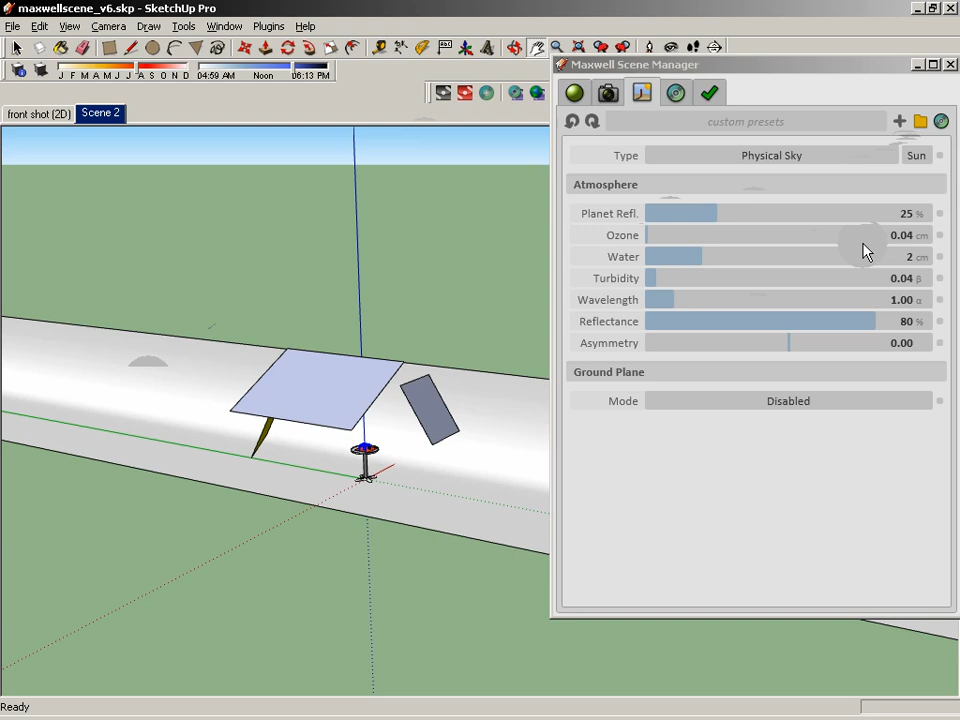 maxwellscene_v6.skp - SketchUp Pro
File Edit View Camera Draw Tools Window Plugins Help
J F M A M J J A S O N D 04:59 AM Noon 06:13 PM
Maxwell Scene Manager
front shot (2D) Scene 2
custom presets
Type Physical Sky Sun
Atmosphere
Planet Refl. 25 %
Ozone 0.04 cm
Water 2 cm
Turbidity 0.04 β
Wavelength 1.00 α
Reflectance 80 %
Asymmetry 0.00
Ground Plane
Mode Disabled
Ready